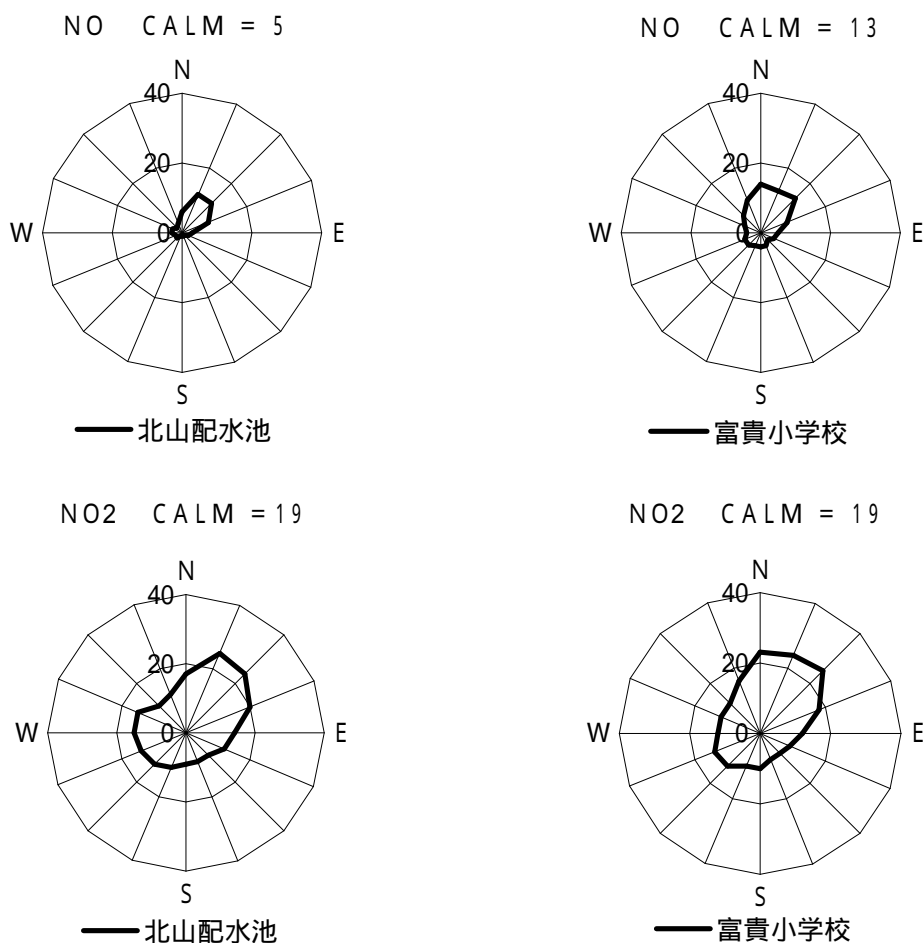 NO CALM = 5
N
40
20
0
W
E
S
北山配水池
NO CALM = 13
N
40
20
0
W
E
S
富貴小学校
NO2 CALM = 19
N
40
20
0
W
E
S
北山配水池
NO2 CALM = 19
N
40
20
0
W
E
S
富貴小学校